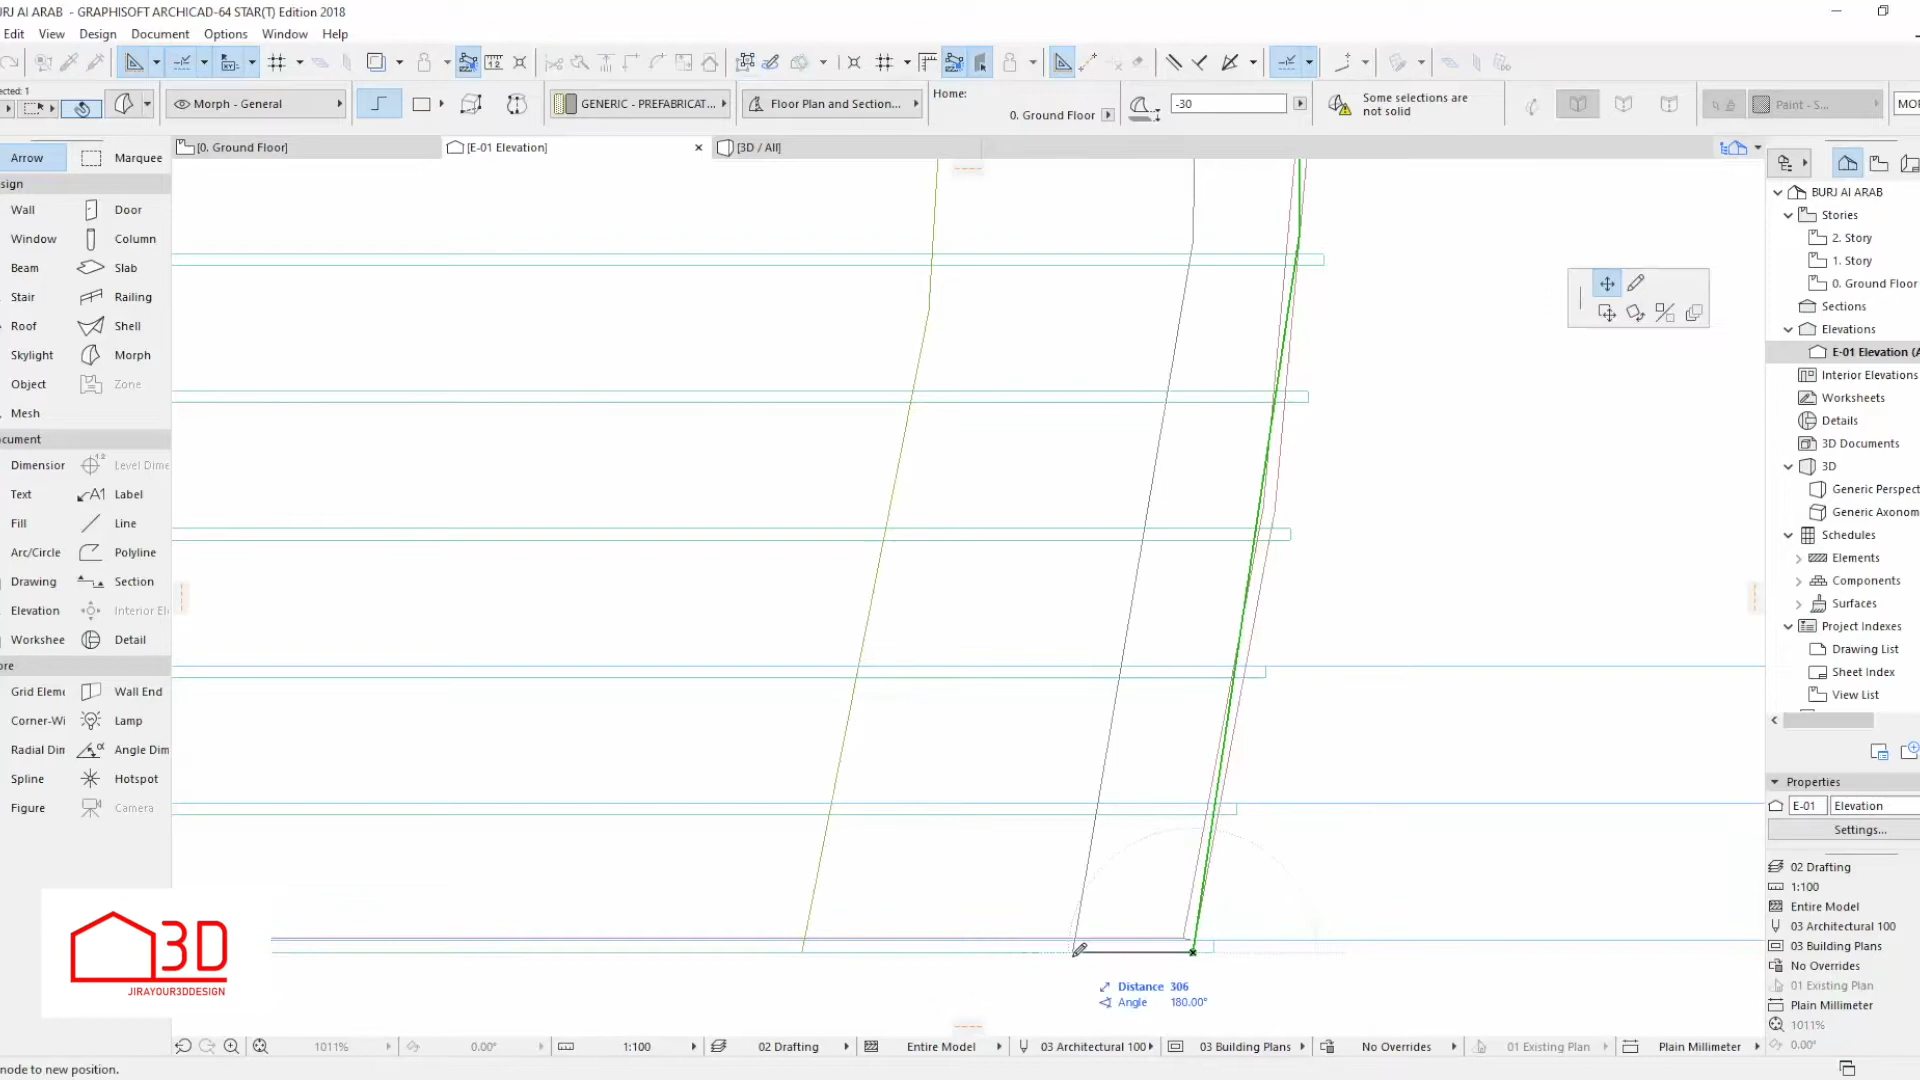 BURJ Al ARAB - GRAPHISOFT ARCHICAD-64 STAR(T) Edition 2018
Edit View Design Document Options Window Help
Morph - General
GENERIC - PREFABRICAT...
Floor Plan and Section...
Home:
0. Ground Floor
-30
Some selections are
not solid
Paint - S...
[0. Ground Floor]
[E-01 Elevation]
[3D / All]
Arrow Marquee
Wall Door
Window Column
Beam Slab
Stair Railing
Roof Shell
Skylight Morph
Object Zone
Mesh
Dimension Level Dime
Text Label
Fill Line
Arc/Circle Polyline
Drawing Section
Elevation Interior El
Workshee Detail
Grid Eleme Wall End
Corner-Wi Lamp
Radial Din Angle Dim
Spline Hotspot
Figure Camera
BURJ Al ARAB
Stories
2. Story
1. Story
0. Ground Floor
Sections
Elevations
E-01 Elevation (A
Interior Elevations
Worksheets
Details
3D Documents
3D
Generic Perspect
Generic Axonom
Schedules
Elements
Components
Surfaces
Project Indexes
Drawing List
Sheet Index
View List
Properties
E-01 Elevation
Settings...
02 Drafting
1:100
Entire Model
03 Architectural 100
03 Building Plans
No Overrides
01 Existing Plan
Plain Millimeter
1011%
0.00°
Distance 306
Angle 180.00°
3D
JIRAYOUR3DDESIGN
1011% 0.00° 1:100 02 Drafting Entire Model 03 Architectural 100 03 Building Plans No Overrides 01 Existing Plan Plain Millimeter
node to new position.